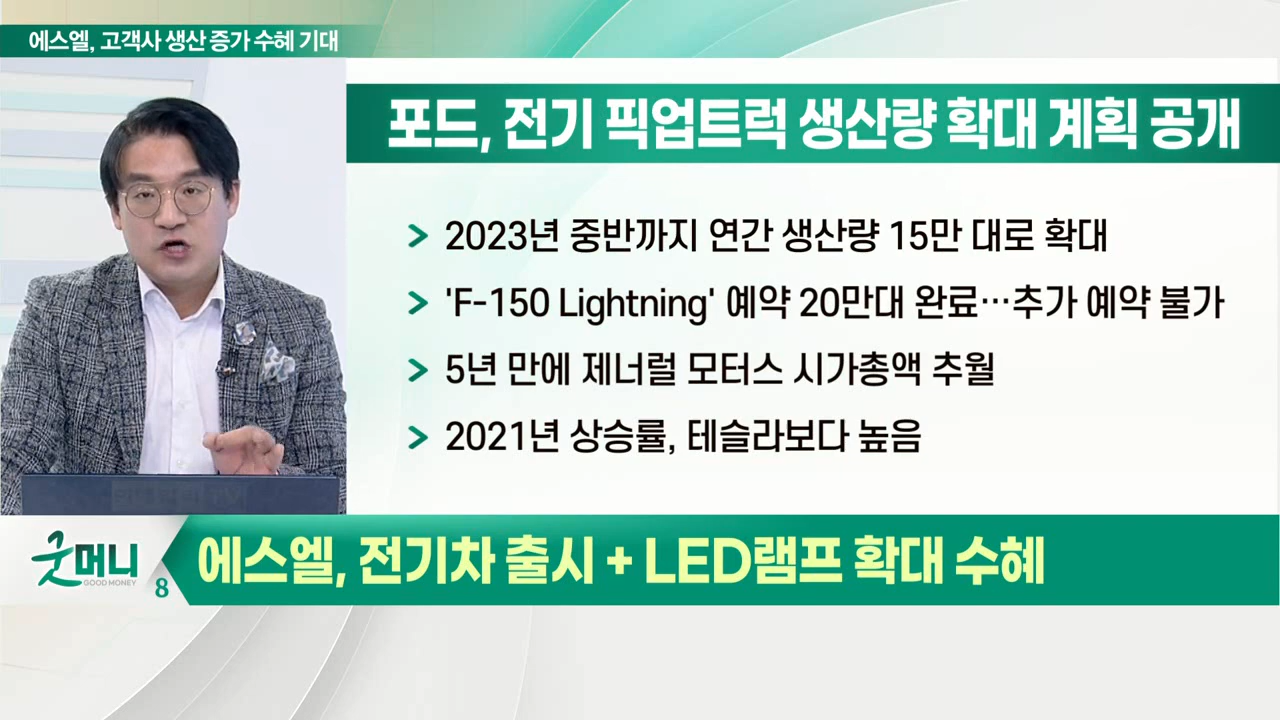 에스엘, 고객사 생산 증가 수혜 기대
포드, 전기 픽업트럭 생산량 확대 계획 공개
> 2023년 중반까지 연간 생산량 15만 대로 확대
> 'F-150 Lightning' 예약 20만대 완료…추가 예약 불가
> 5년 만에 제너럴 모터스 시가총액 추월
> 2021년 상승률, 테슬라보다 높음
굿머니
GOOD MONEY
8
에스엘, 전기차 출시 + LED램프 확대 수혜